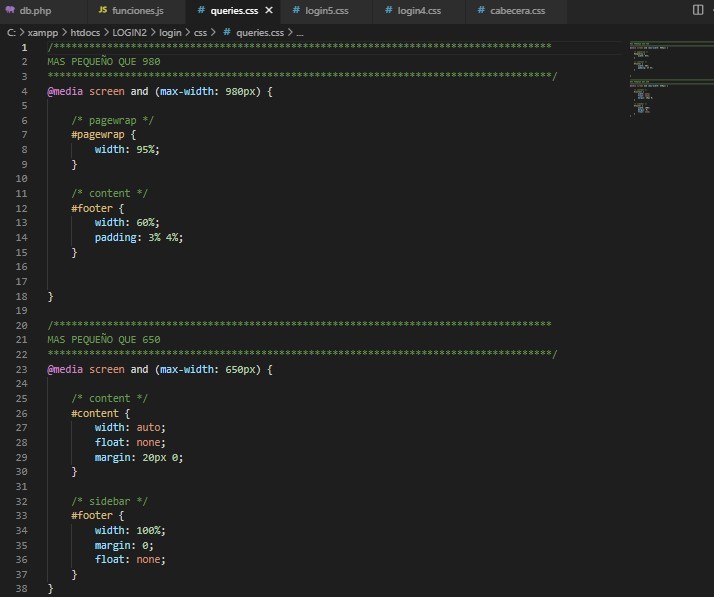 db.php JS funciones.js # queries.css × # login5.css # login4.css # cabecera.css
C: > xampp > htdocs > LOGIN2 > login > css > # queries.css > ...
1 /************************************************************************************
2 MAS PEQUEÑO QUE 980
3 *************************************************************************************/
4 @media screen and (max-width: 980px) {
5
6 /* pagewrap */
7 #pagewrap {
8 width: 95%;
9 }
10
11 /* content */
12 #footer {
13 width: 60%;
14 padding: 3% 4%;
15 }
16
17
18 }
19
20 /************************************************************************************
21 MAS PEQUEÑO QUE 650
22 *************************************************************************************/
23 @media screen and (max-width: 650px) {
24
25 /* content */
26 #content {
27 width: auto;
28 float: none;
29 margin: 20px 0;
30 }
31
32 /* sidebar */
33 #footer {
34 width: 100%;
35 margin: 0;
36 float: none;
37 }
38 }